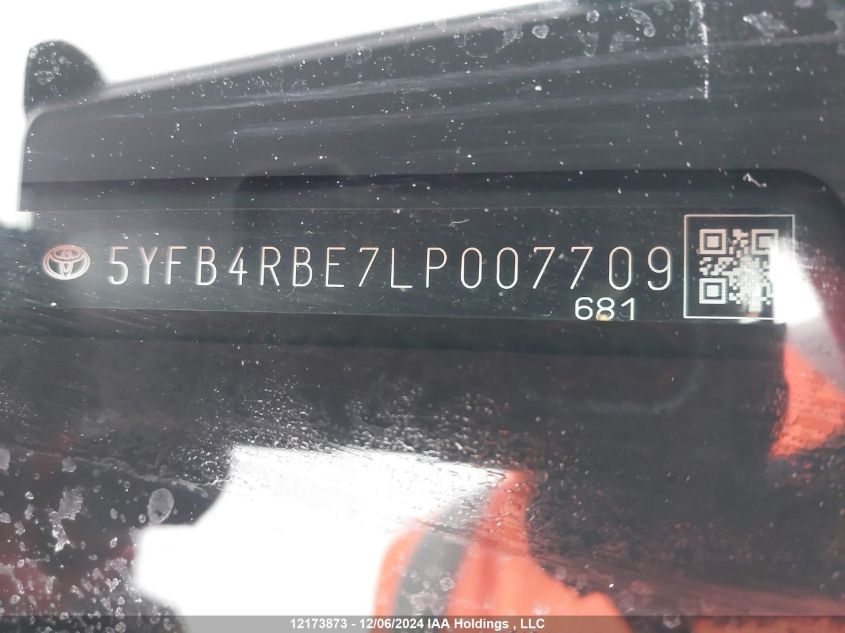 5YFB4RBE7LP007709
681
12173873 - 12/06/2024 IAA Holdings , LLC